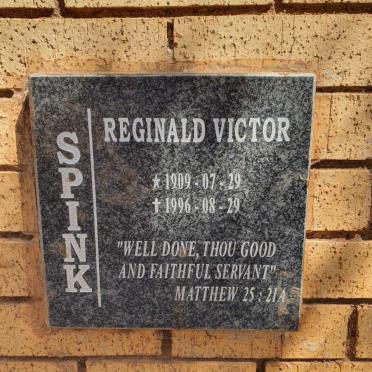 SPINK
REGINALD VICTOR
★ 1909 - 07 - 29
✝ 1996 - 08 - 29
"WELL DONE, THOU GOOD
AND FAITHFUL SERVANT"
MATTHEW 25 : 21A